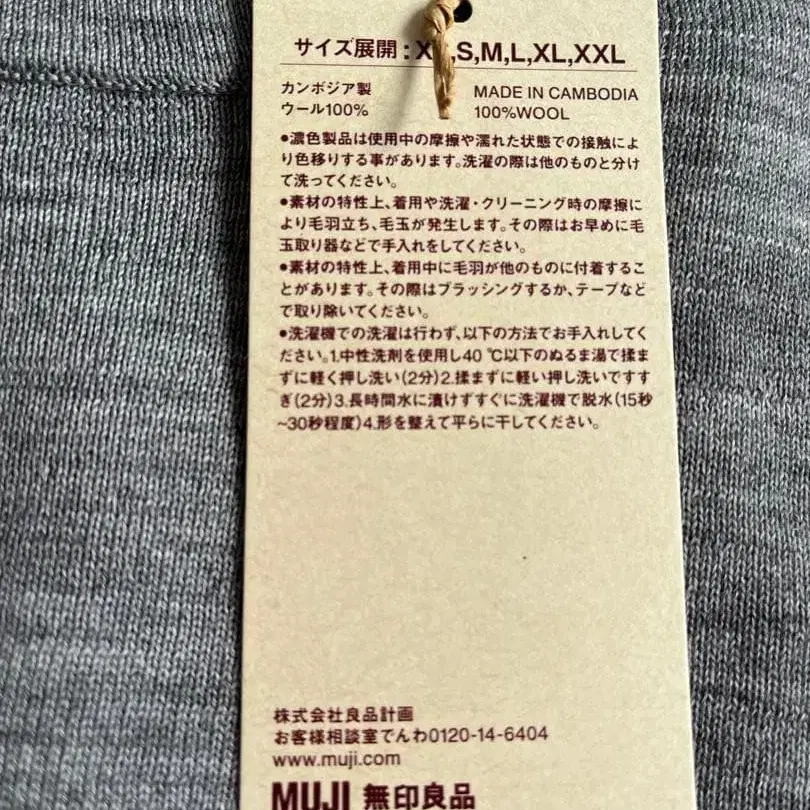 サイズ展開:X ,S,M,L,XL,XXL
カンボジア製 MADE IN CAMBODIA
ウール100% 100%WOOL
●濃色製品は使用中の摩擦や濡れた状態での接触によ
り色移りする事があります。洗濯の際は他のものと分け
て洗ってください。
●素材の特性上、着用や洗濯・クリーニング時の摩擦に
より毛羽立ち、毛玉が発生します。その際はお早めに毛
玉取り器などで手入れをしてください。
●素材の特性上、着用中に毛羽が他のものに付着するこ
とがあります。その際はブラッシングするか、テープなど
で取り除いてください。
●洗濯機での洗濯は行わず、以下の方法でお手入れしてく
ださい。1.中性洗剤を使用し40℃以下のぬるま湯で揉ま
ずに軽く押し洗い(2分)2.揉まずに軽い押し洗いですす
ぎ(2分)3.長時間水に漬けずすぐに洗濯機で脱水(15秒
~30秒程度)4.形を整えて平らに干してください。
株式会社良品計画
お客様相談室でんわ0120-14-6404
www.muji.com
MUJI 無印良品